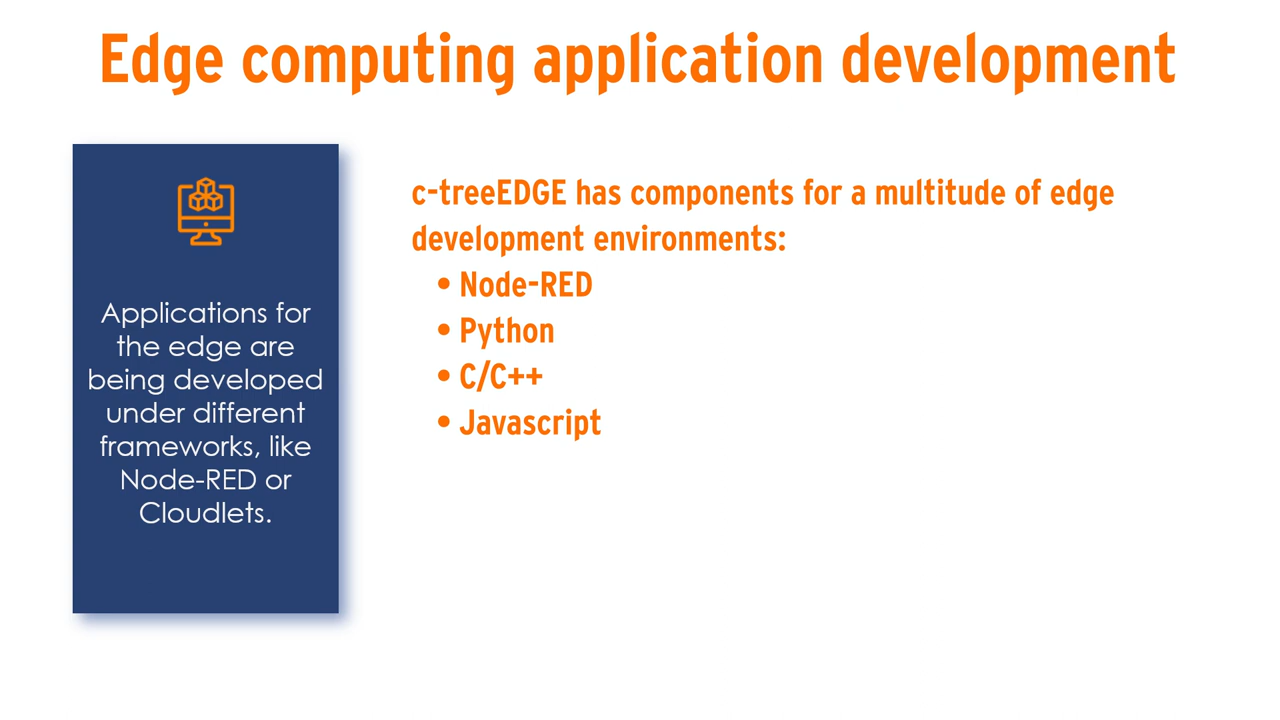 Edge computing application development
Applications for
the edge are
being developed
under different
frameworks, like
Node-RED or
Cloudlets.
c-treeEDGE has components for a multitude of edge
development environments:
• Node-RED
• Python
• C/C++
• Javascript